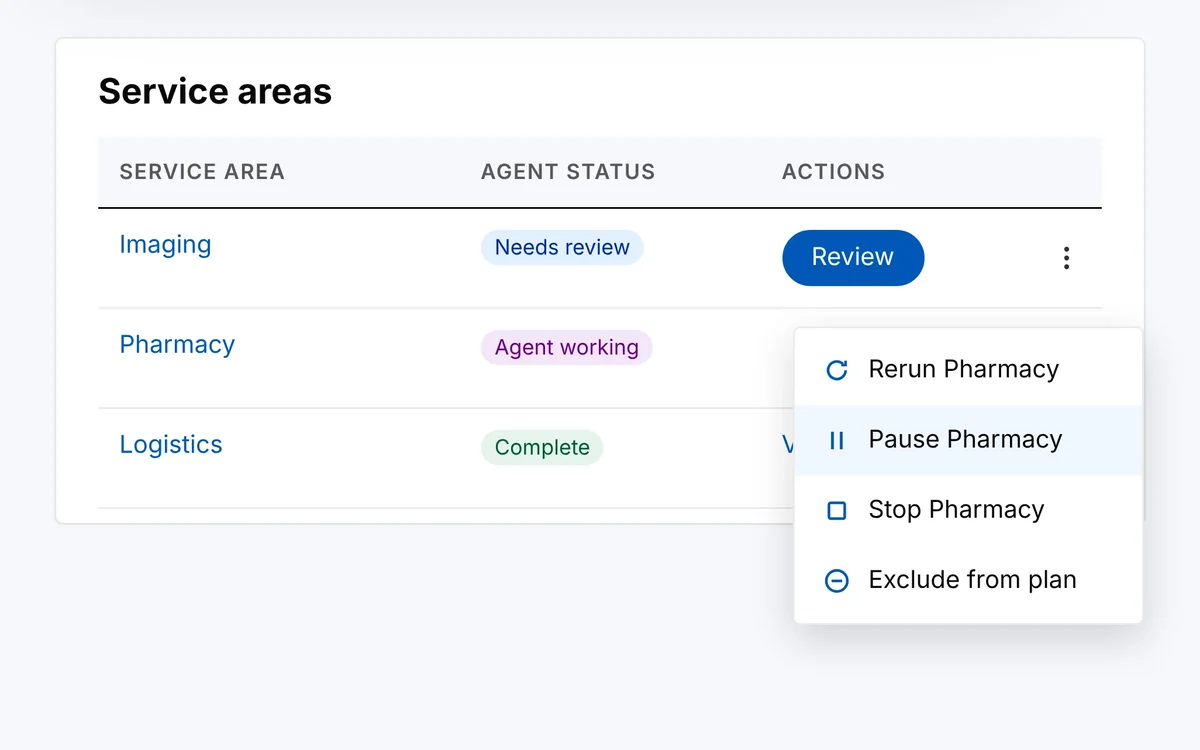 Service areas
SERVICE AREA AGENT STATUS ACTIONS
Imaging Needs review Review
Pharmacy Agent working
Rerun Pharmacy
Pause Pharmacy
Logistics Complete
Stop Pharmacy
Exclude from plan